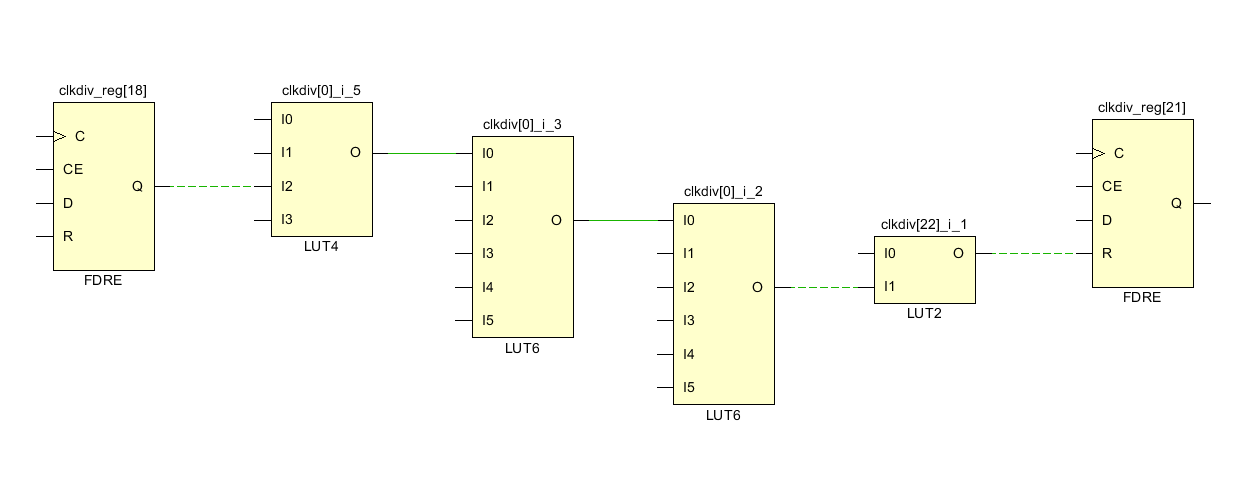 clkdiv_reg[18]
C
CE
D
R
Q
FDRE
clkdiv[0]_i_5
I0
I1
I2
I3
O
LUT4
clkdiv[0]_i_3
I0
I1
I2
I3
I4
I5
O
LUT6
clkdiv[0]_i_2
I0
I1
I2
I3
I4
I5
O
LUT6
clkdiv[22]_i_1
I0
I1
O
LUT2
clkdiv_reg[21]
C
CE
D
R
Q
FDRE